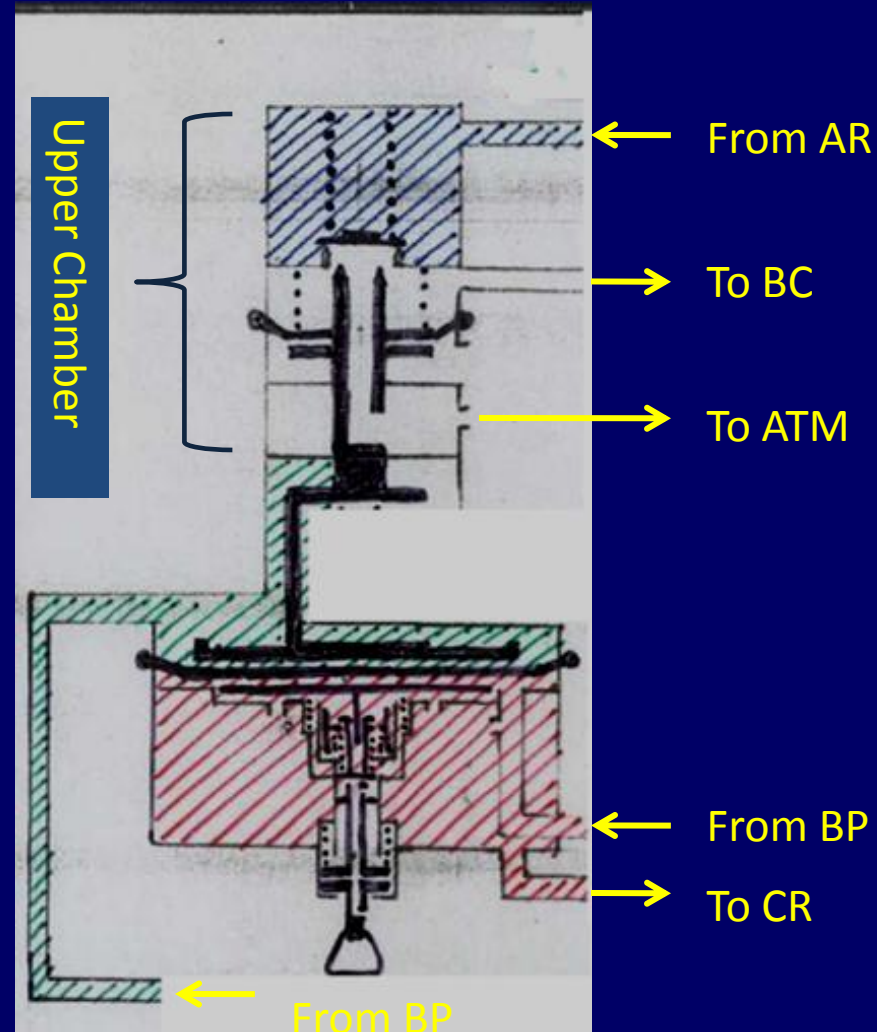 Upper Chamber
From AR
To BC
To ATM
From BP
To CR
From BP